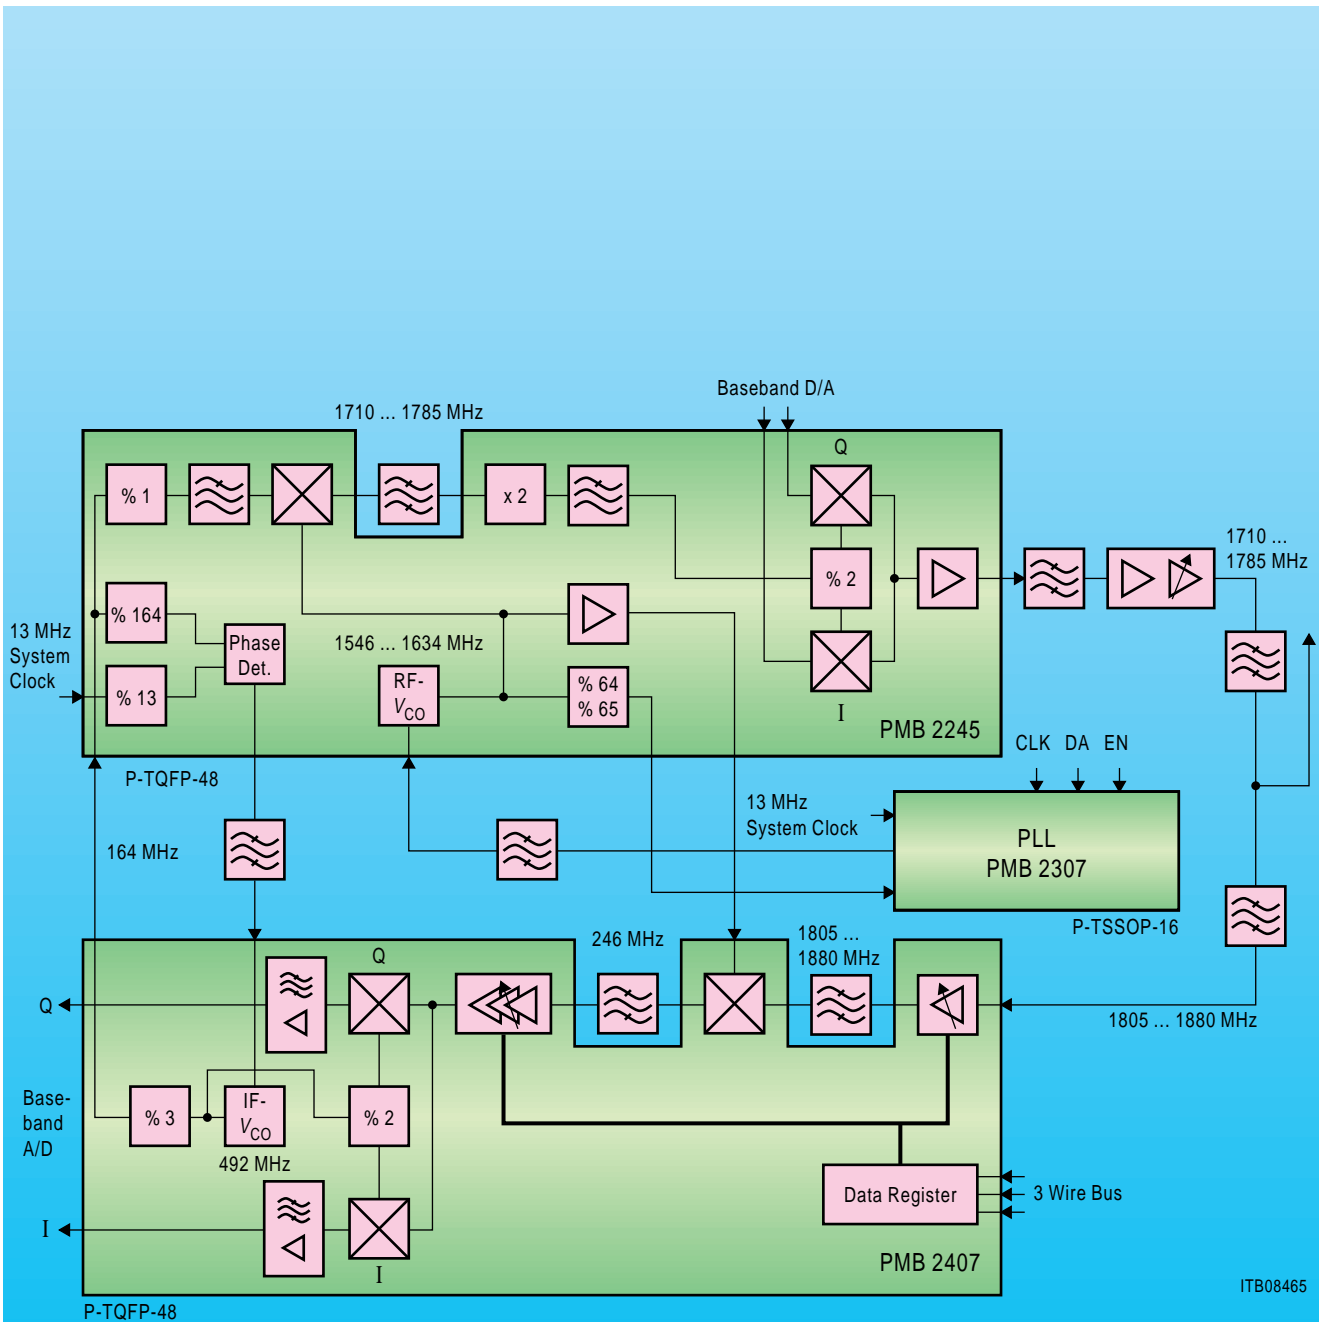 Baseband D/A
1710 ... 1785 MHz
Q
% 1
x 2
1710 ...
1785 MHz
% 2
% 164
13 MHz
System
Clock
Phase
Det.
1546 ... 1634 MHz
% 13
RF-
VCO
% 64
% 65
I
PMB 2245
P-TQFP-48
CLK DA EN
13 MHz
System Clock
PLL
PMB 2307
164 MHz
P-TSSOP-16
246 MHz
1805 ...
1880 MHz
Q
Q
1805 ... 1880 MHz
Base-
band
A/D
% 3
IF-
VCO
% 2
492 MHz
Data Register
3 Wire Bus
I
I
PMB 2407
ITB08465
P-TQFP-48